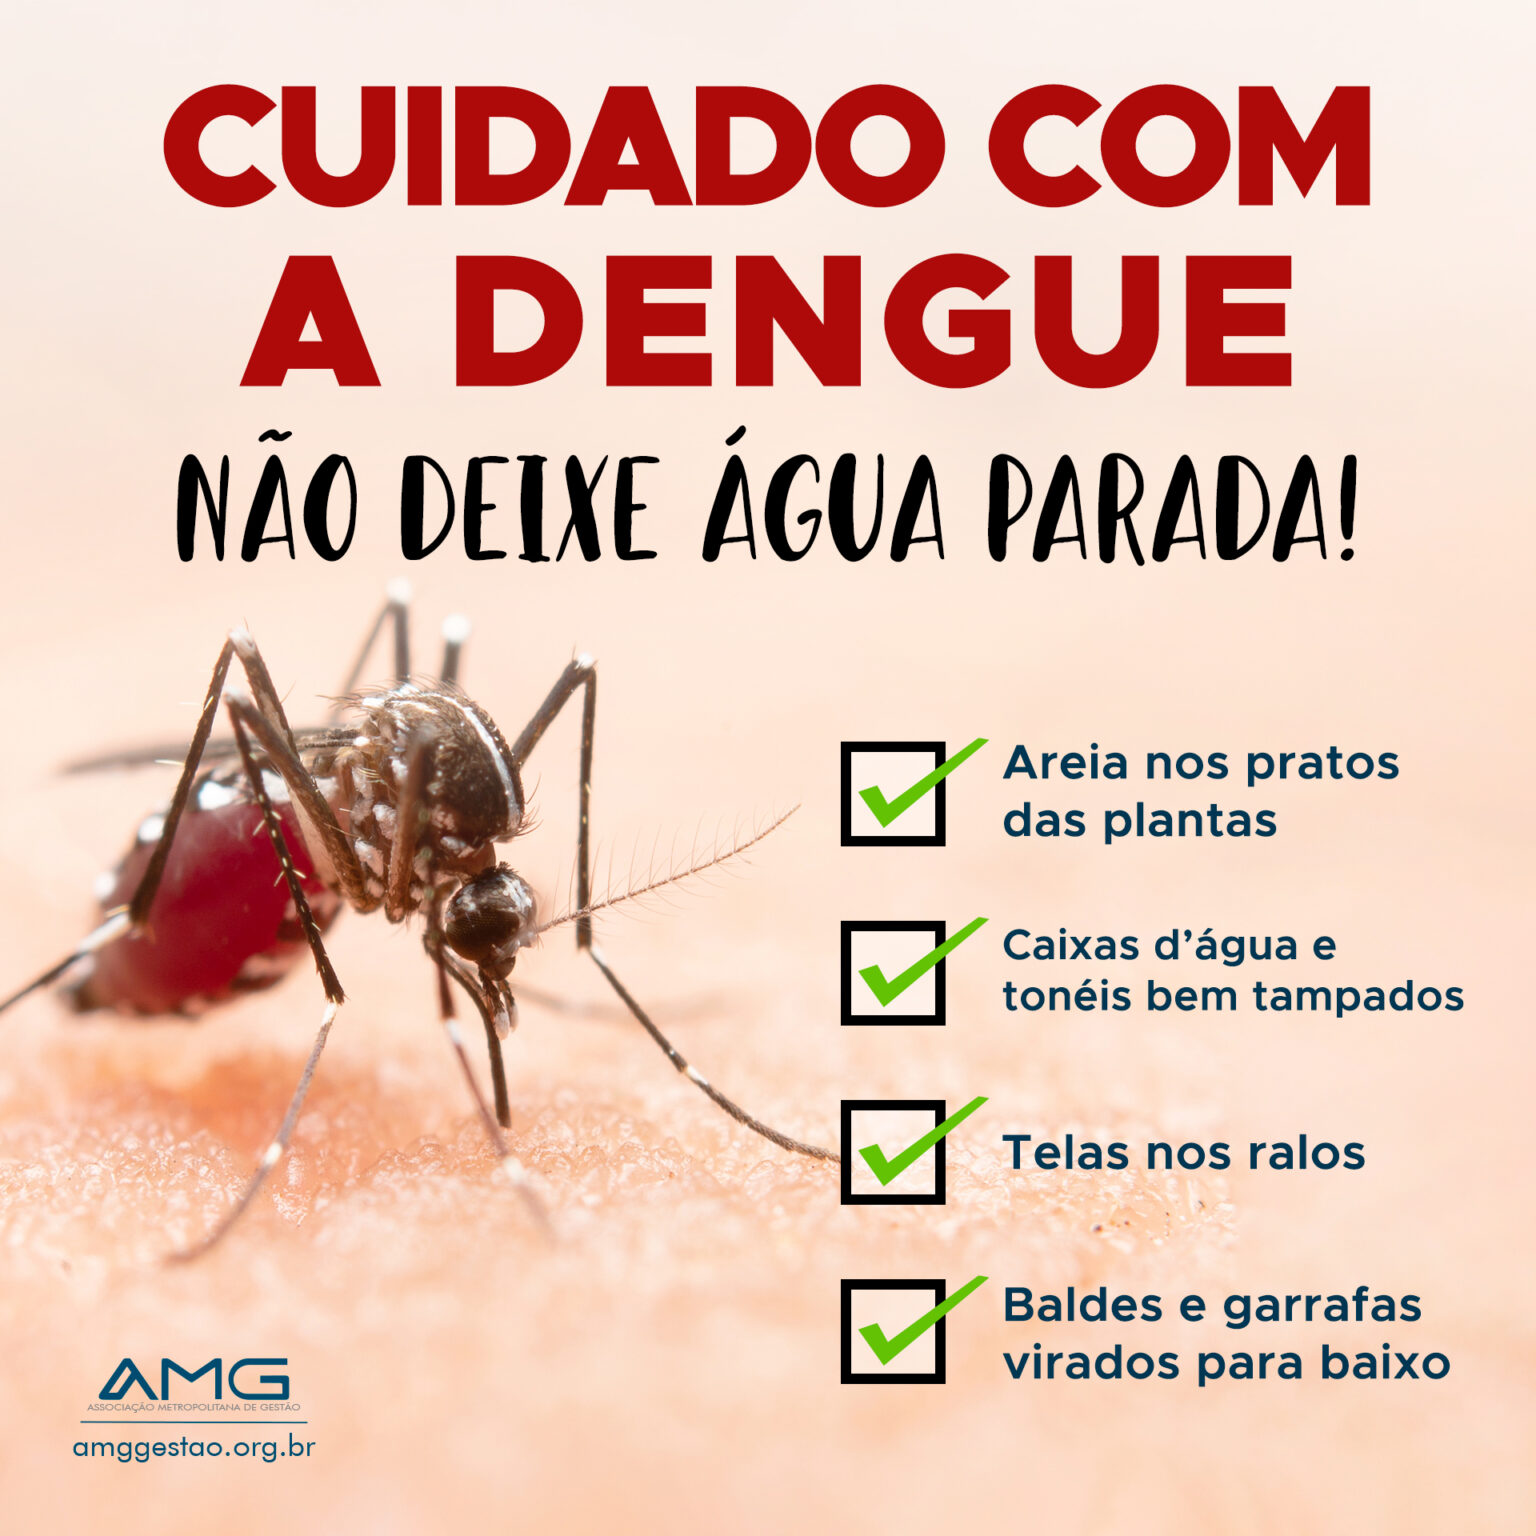 CUIDADO COM
A DENGUE
NÃO DEIXE ÁGUA PARADA!
Areia nos pratos
das plantas
Caixas d’água e
tonéis bem tampados
Telas nos ralos
Baldes e garrafas
virados para baixo
AMG
ASSOCIAÇÃO METROPOLITANA DE GESTÃO
amggestao.org.br